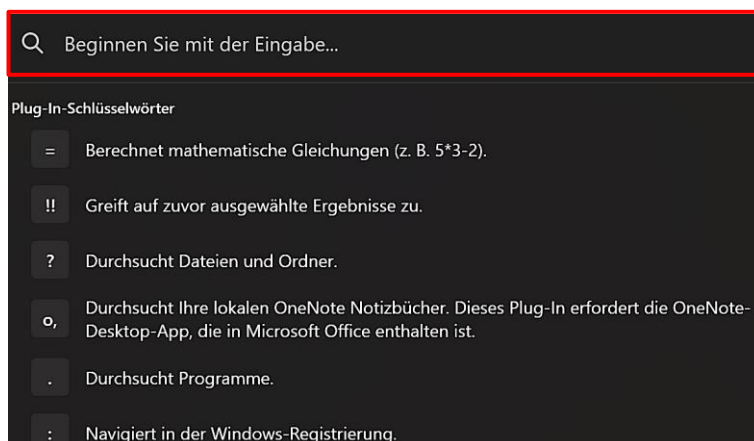 Beginnen Sie mit der Eingabe...
Plug-In-Schlüsselwörter
= Berechnet mathematische Gleichungen (z. B. 5*3-2).
!! Greift auf zuvor ausgewählte Ergebnisse zu.
? Durchsucht Dateien und Ordner.
o, Durchsucht Ihre lokalen OneNote Notizbücher. Dieses Plug-In erfordert die OneNote-
Desktop-App, die in Microsoft Office enthalten ist.
. Durchsucht Programme.
: Navigiert in der Windows-Registrierung.